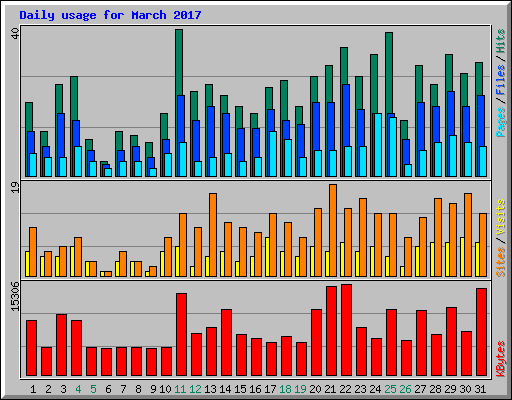 Daily usage for March 2017
40
Pages / Files / Hits
19
Sites / Visits
15306
KBytes
1 2 3 4 5 6 7 8 9 10 11 12 13 14 15 16 17 18 19 20 21 22 23 24 25 26 27 28 29 30 31